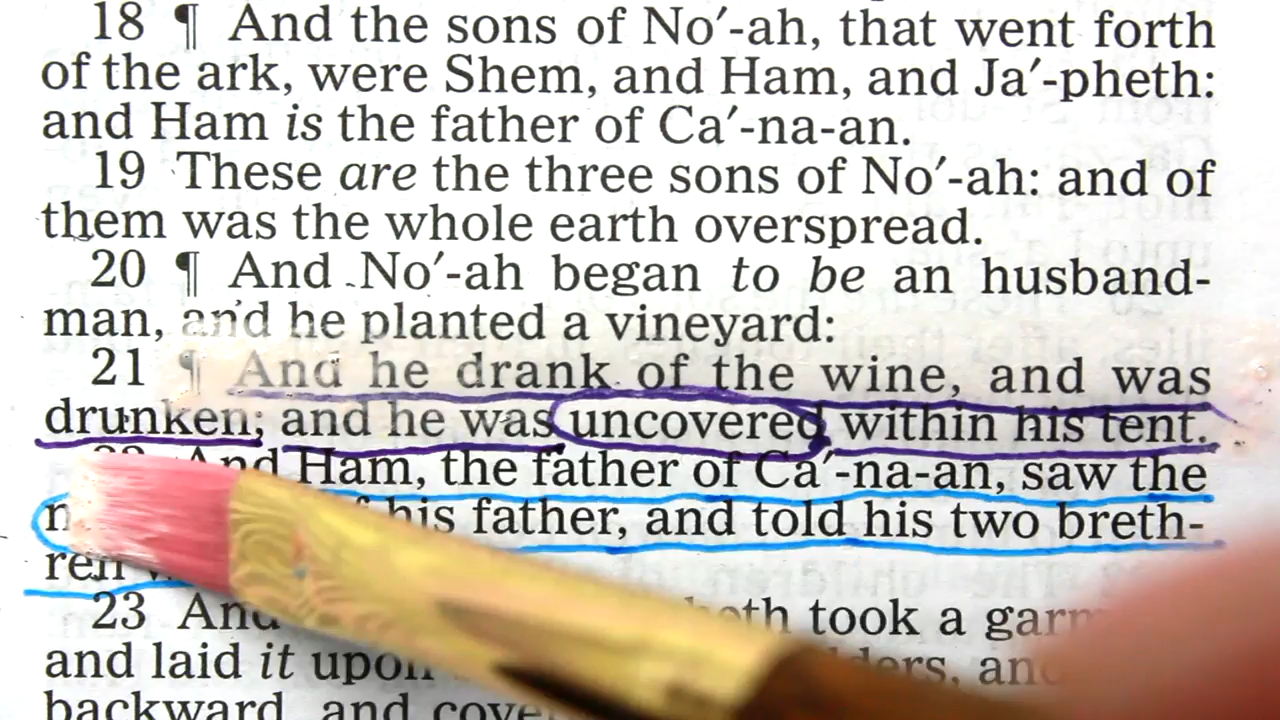 18 ¶ And the sons of No′-ah, that went forth
of the ark, were Shem, and Ham, and Ja′-pheth:
and Ham is the father of Ca′-na-an.
19 These are the three sons of No′-ah: and of
them was the whole earth overspread.
20 ¶ And No′-ah began to be an husband-
man, and he planted a vineyard:
21 ¶ And he drank of the wine, and was
drunken; and he was uncovered within his tent.
And Ham, the father of Ca′-na-an, saw the
his father, and told his two breth-
ren
23 And took a
and laid it upon
backward, and